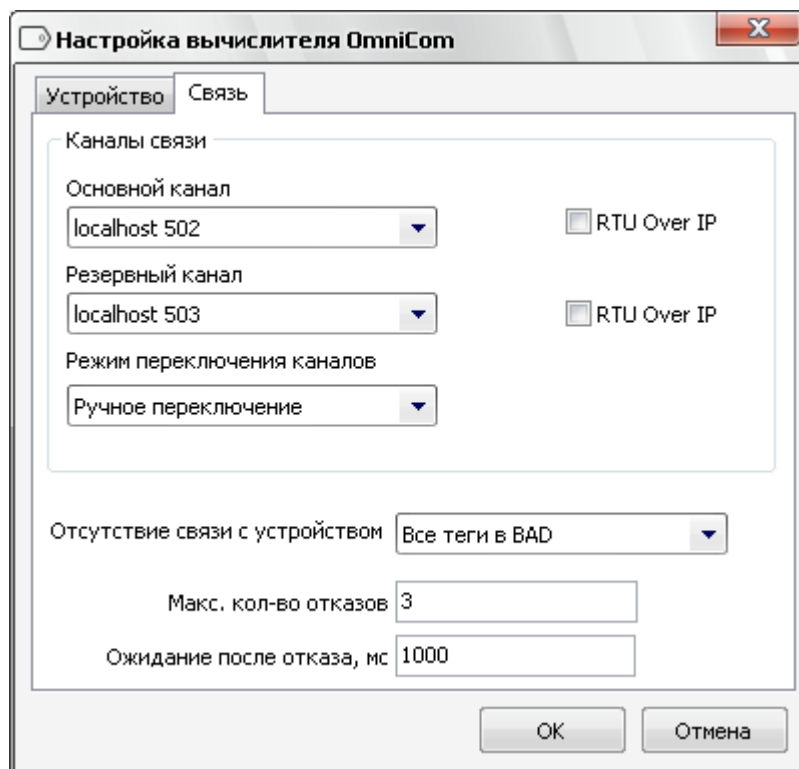 Настройка вычислителя OmniCom
Устройство Связь
Каналы связи
Основной канал
localhost 502 RTU Over IP
Резервный канал
localhost 503 RTU Over IP
Режим переключения каналов
Ручное переключение
Отсутствие связи с устройством Все теги в BAD
Макс. кол-во отказов 3
Ожидание после отказа, мс 1000
OK Отмена